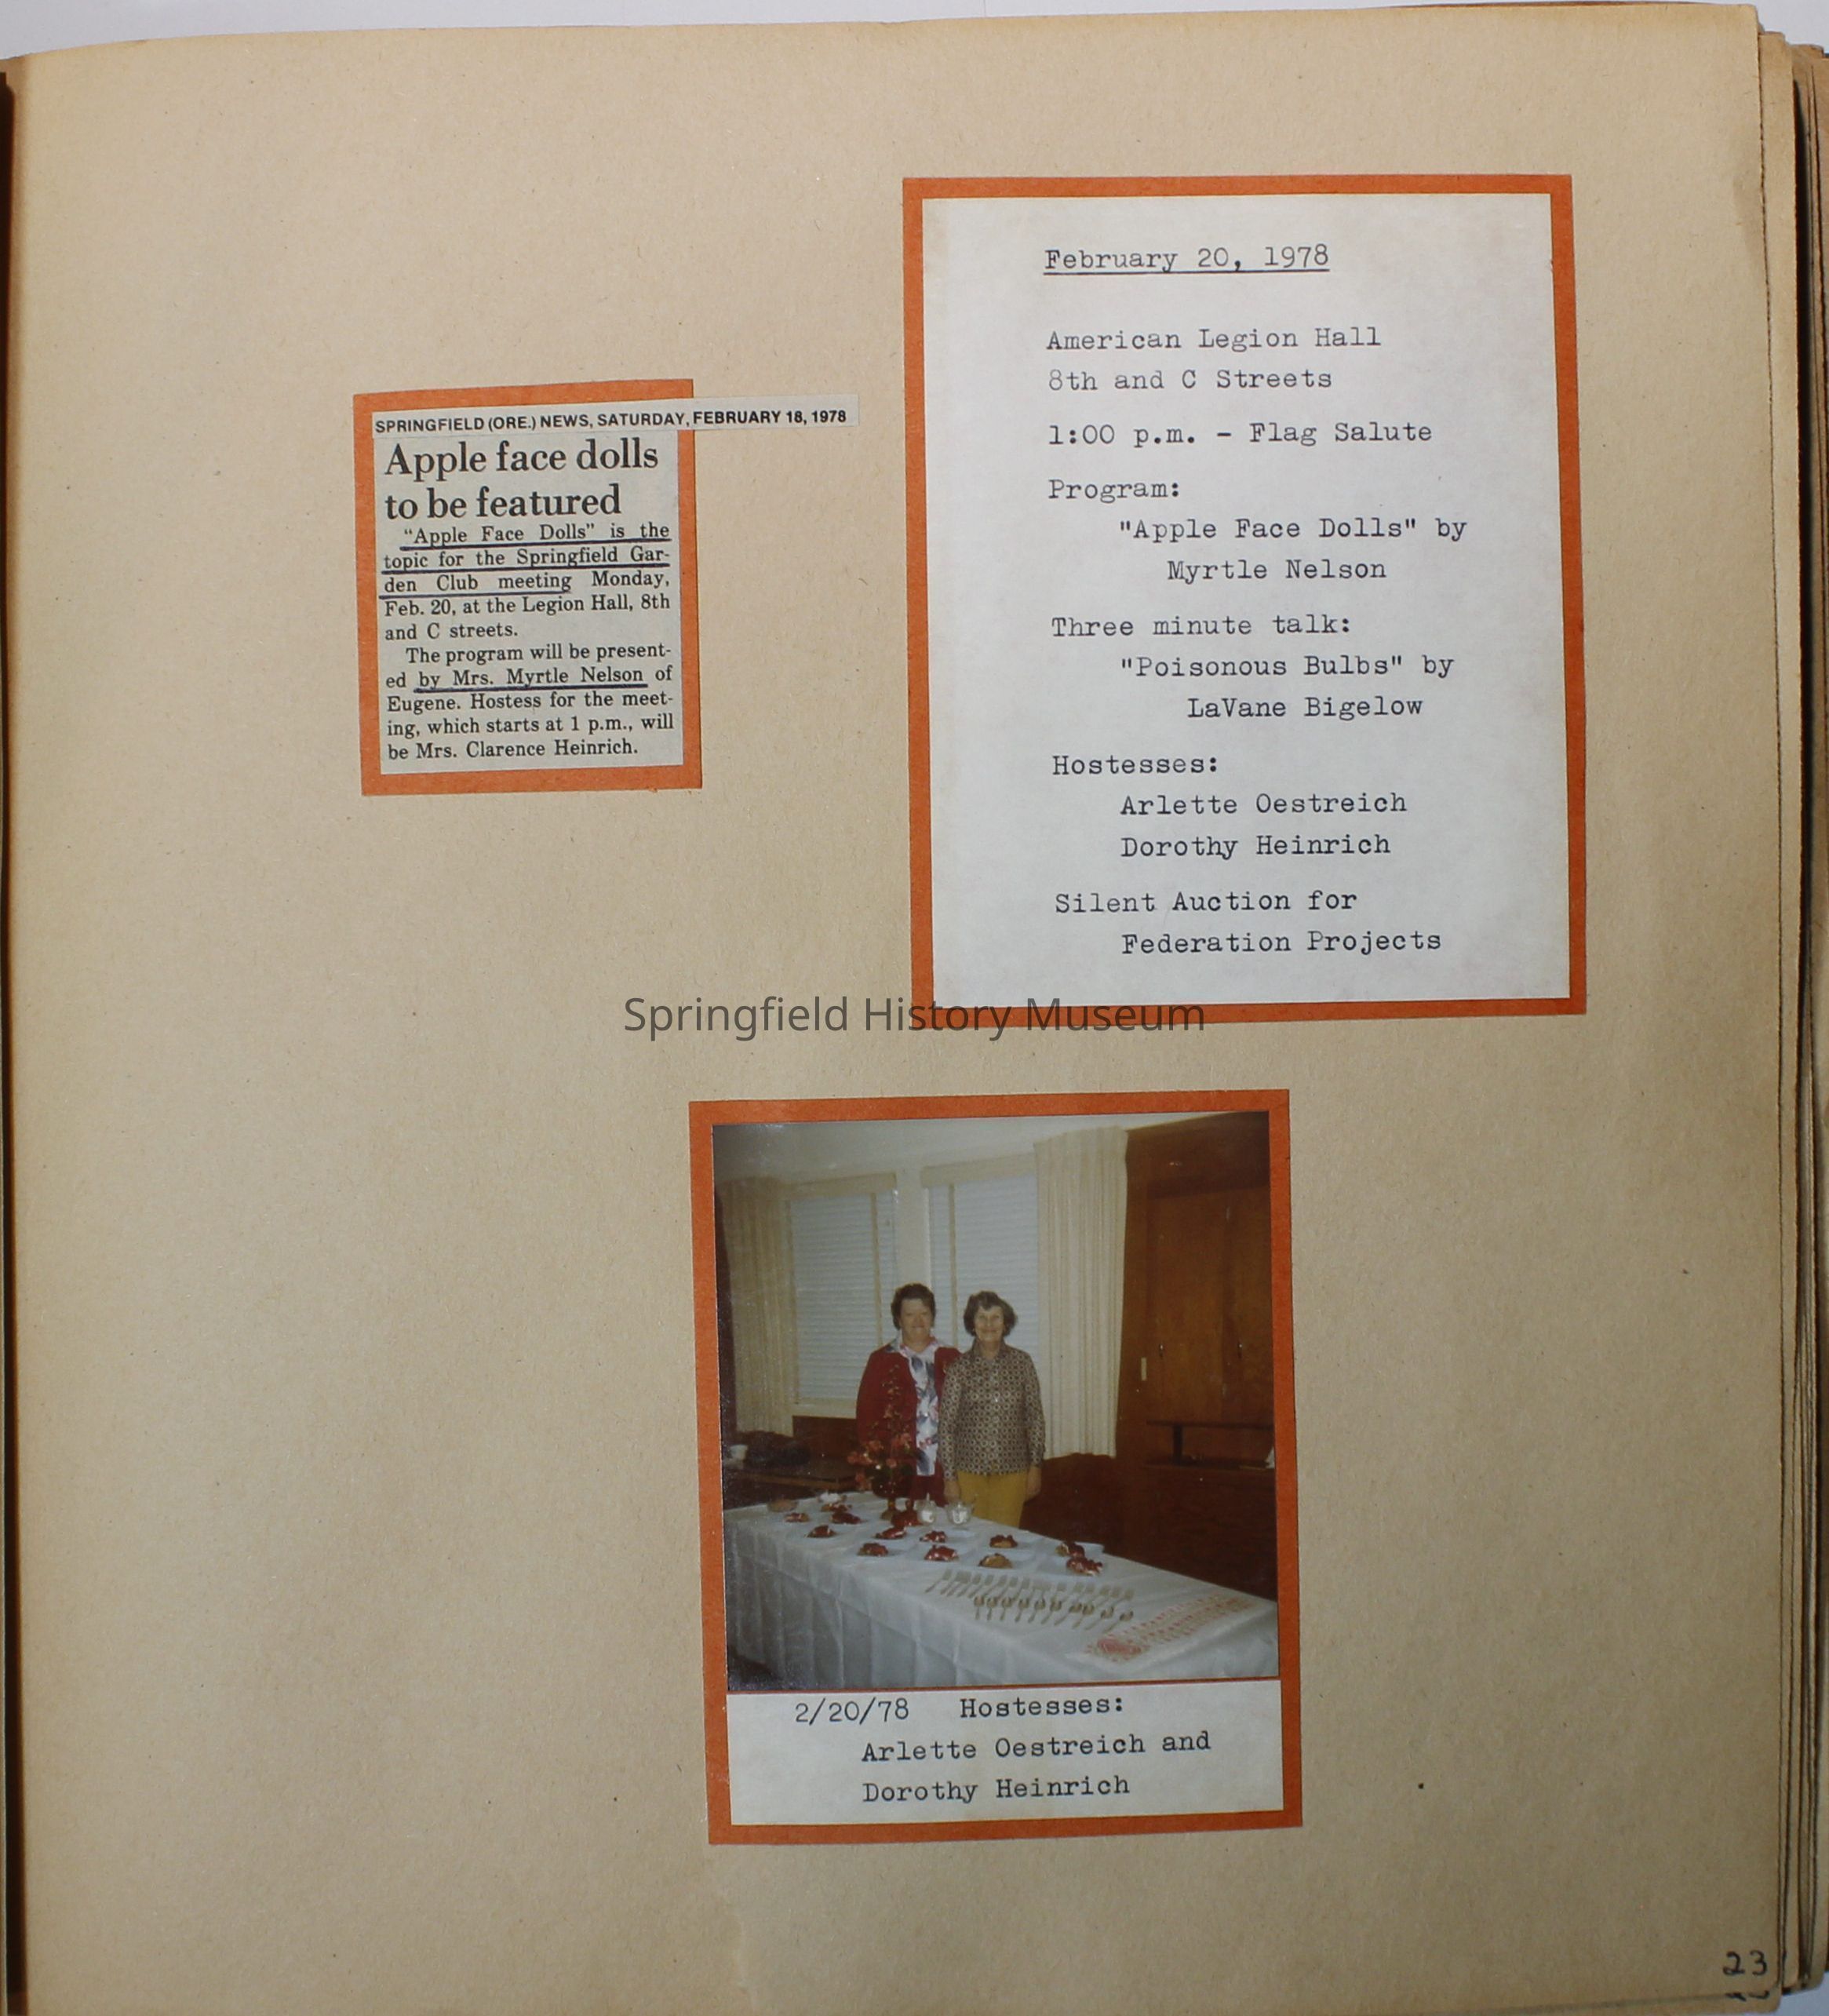 SPRINGFIELD (ORE.) NEWS, SATURDAY, FEBRUARY 18, 1978
Apple face dolls
to be featured
“Apple Face Dolls” is the
topic for the Springfield Gar-
den Club meeting Monday,
Feb. 20, at the Legion Hall, 8th
and C streets.
The program will be present-
ed by Mrs. Myrtle Nelson of
Eugene. Hostess for the meet-
ing, which starts at 1 p.m., will
be Mrs. Clarence Heinrich.
February 20, 1978
American Legion Hall
8th and C Streets
1:00 p.m. - Flag Salute
Program:
"Apple Face Dolls" by
Myrtle Nelson
Three minute talk:
"Poisonous Bulbs" by
LaVane Bigelow
Hostesses:
Arlette Oestreich
Dorothy Heinrich
Silent Auction for
Federation Projects
Springfield History Museum
2/20/78 Hostesses:
Arlette Oestreich and
Dorothy Heinrich
23